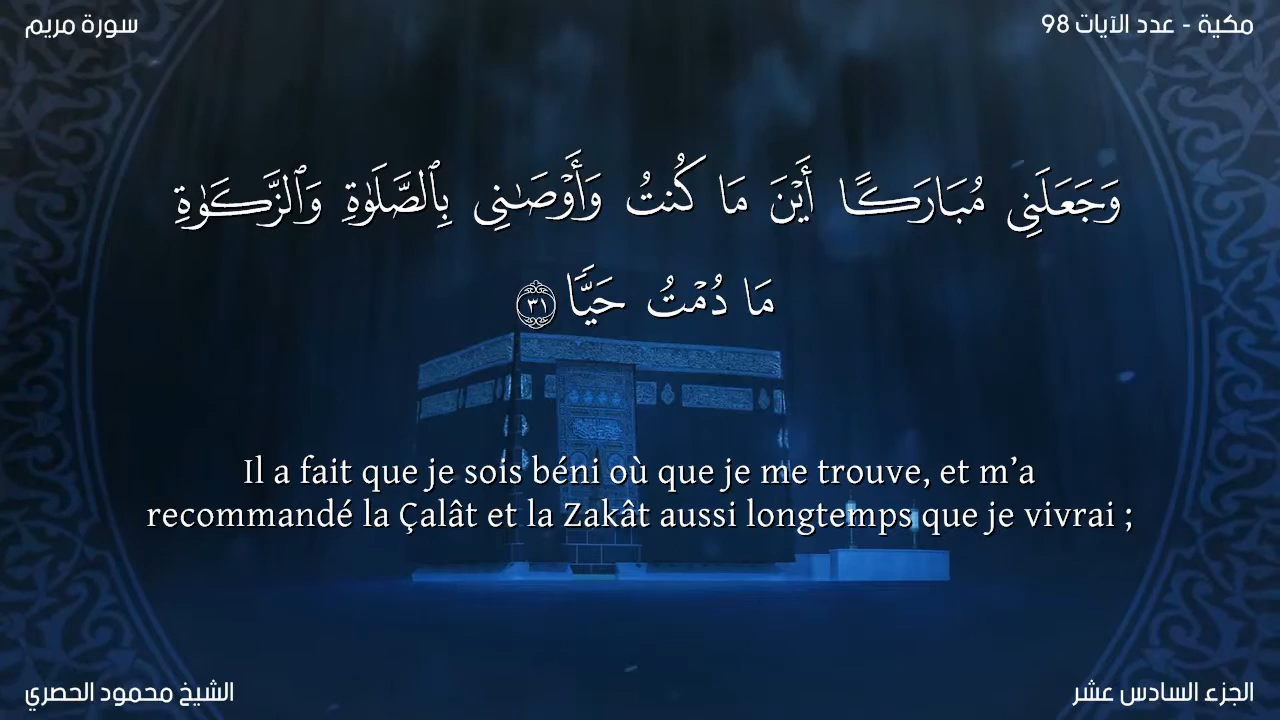 سورة مريم
مكية - عدد الآيات 98
وَجَعَلَنِى مُبَارَكًا أَيْنَ مَا كُنتُ وَأَوْصَٰنِى بِٱلصَّلَوٰةِ وَٱلزَّكَوٰةِ
مَا دُمْتُ حَيًّا ٣١
Il a fait que je sois béni où que je me trouve, et m’a
recommandé la Çalât et la Zakât aussi longtemps que je vivrai ;
الشيخ محمود الحصري
الجزء السادس عشر